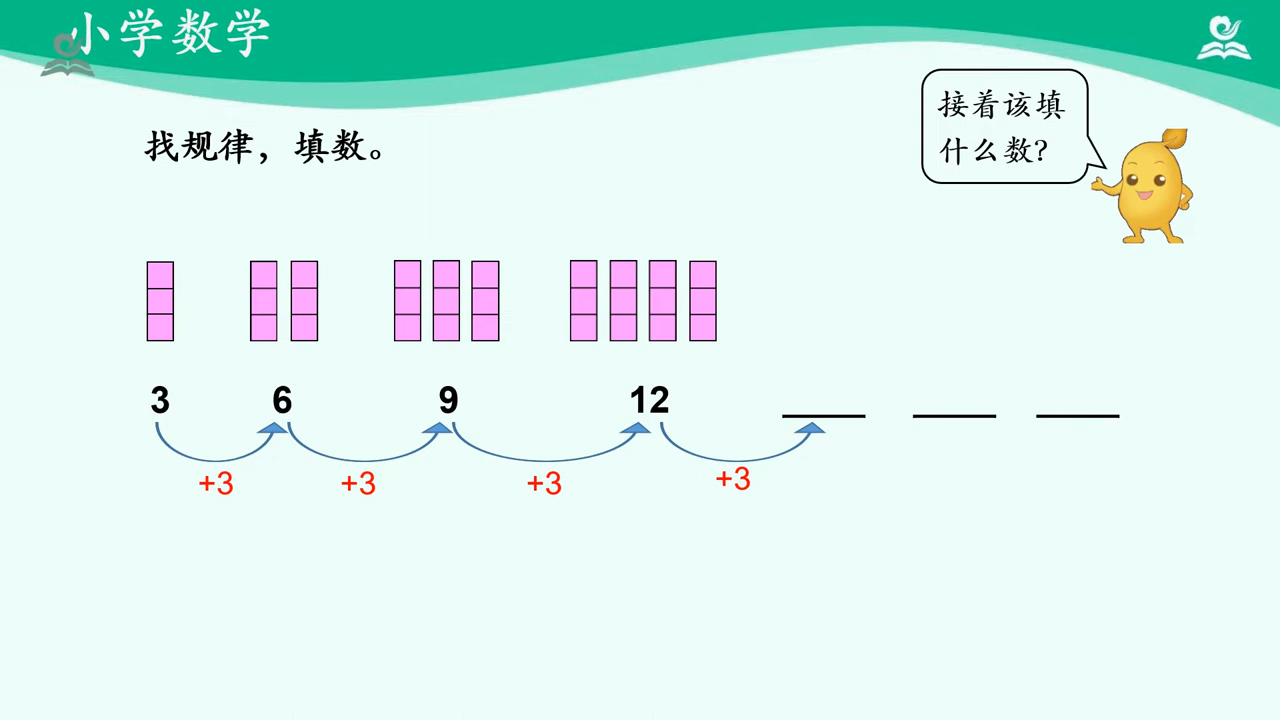 小学数学
接着该填
什么数?
找规律，填数。
3 6 9 12
+3 +3 +3 +3